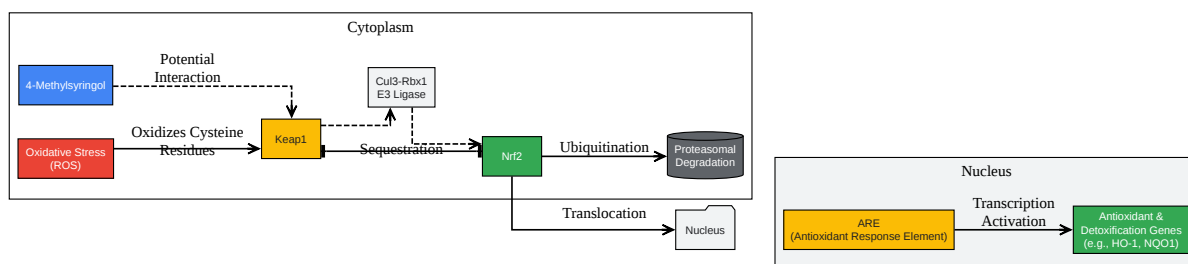 Cytoplasm
4-Methylsyringol
Potential
Interaction
Cul3-Rbx1
E3 Ligase
Oxidative Stress
(ROS)
Oxidizes Cysteine
Residues
Keap1
Sequestration
Nrf2
Ubiquitination
Proteasomal
Degradation
Translocation
Nucleus
Nucleus
ARE
(Antioxidant Response Element)
Transcription
Activation
Antioxidant &
Detoxification Genes
(e.g., HO-1, NQO1)